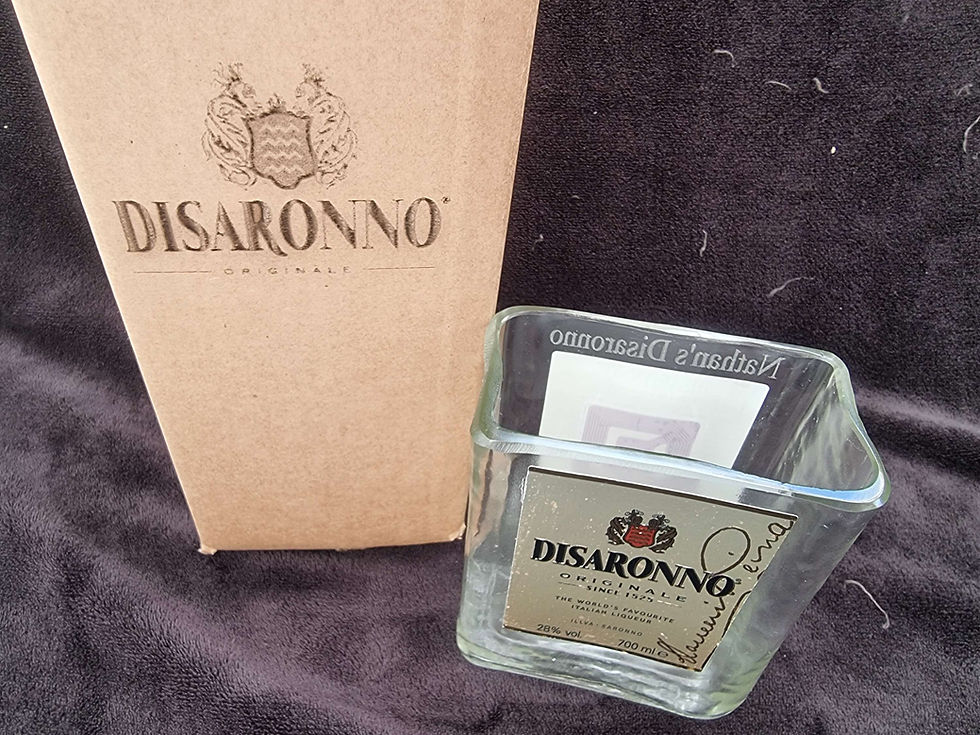 DISARONNO®
ORIGINALE
Nathan's Disaronno
DISARONNO®
ORIGINALE
SINCE 1525
THE WORLD'S FAVOURITE
ITALIAN LIQUEUR
ILLVA · SARONNO
28% vol.
700 ml ℮